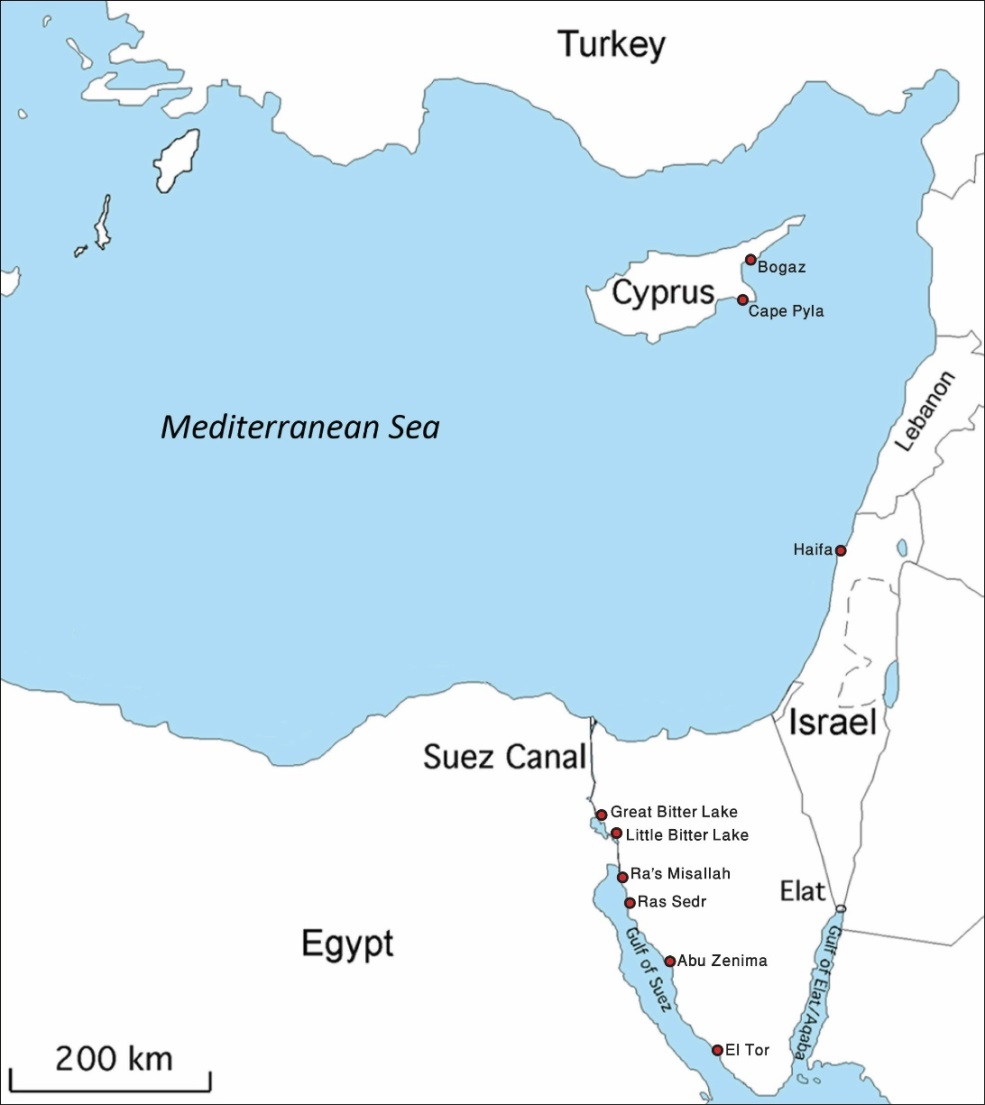 Turkey
Bogaz
Cyprus
Cape Pyla
Lebanon
Mediterranean Sea
Haifa
Israel
Suez Canal
Great Bitter Lake
Little Bitter Lake
Ra's Misallah
Elat
Ras Sedr
Egypt
Gulf of Suez
Abu Zenima
Gulf of Elat/Aqaba
El Tor
200 km